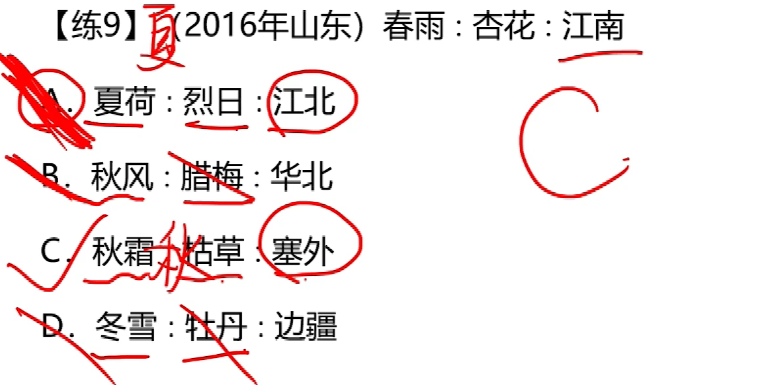 【练9】（2016年山东）春雨：杏花：江南
夏
A. 夏荷：烈日：江北
B. 秋风：腊梅：华北
C. 秋霜：枯草：塞外
秋
D. 冬雪：牡丹：边疆
C